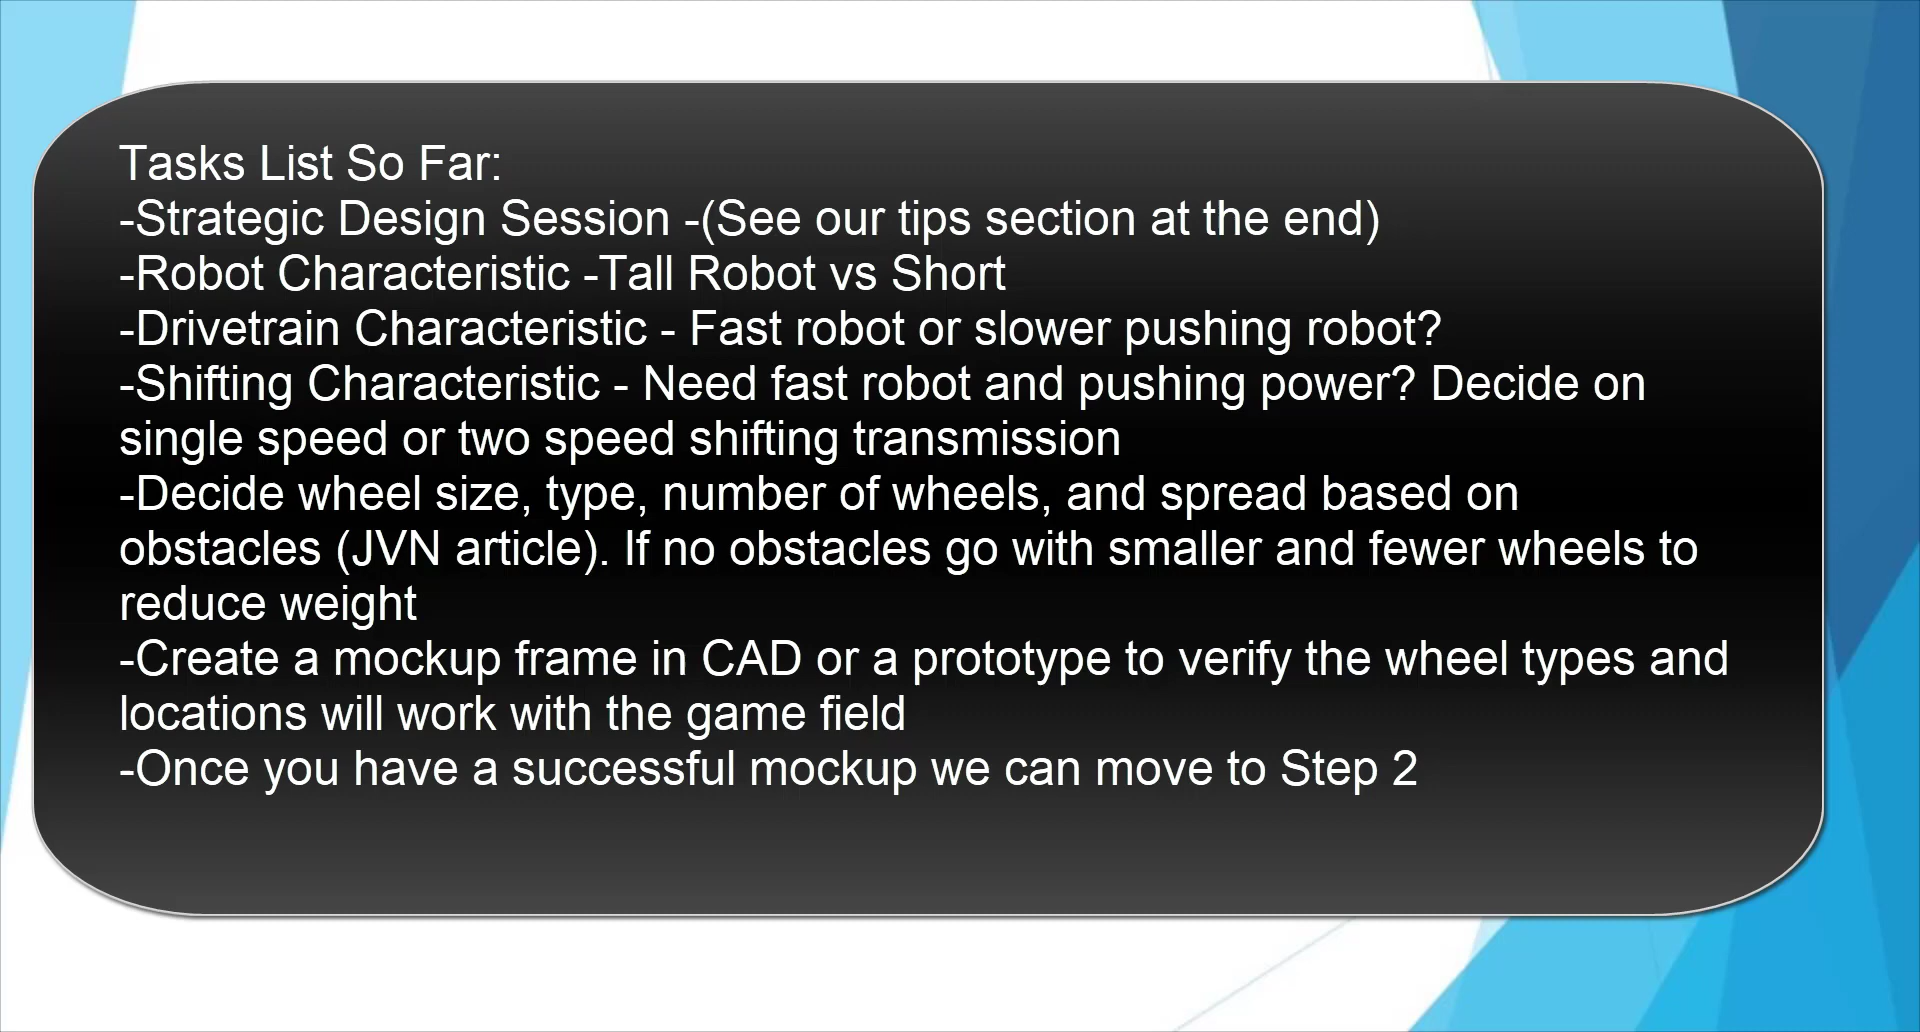 Tasks List So Far:
-Strategic Design Session -(See our tips section at the end)
-Robot Characteristic -Tall Robot vs Short
-Drivetrain Characteristic - Fast robot or slower pushing robot?
-Shifting Characteristic - Need fast robot and pushing power? Decide on
single speed or two speed shifting transmission
-Decide wheel size, type, number of wheels, and spread based on
obstacles (JVN article). If no obstacles go with smaller and fewer wheels to
reduce weight
-Create a mockup frame in CAD or a prototype to verify the wheel types and
locations will work with the game field
-Once you have a successful mockup we can move to Step 2